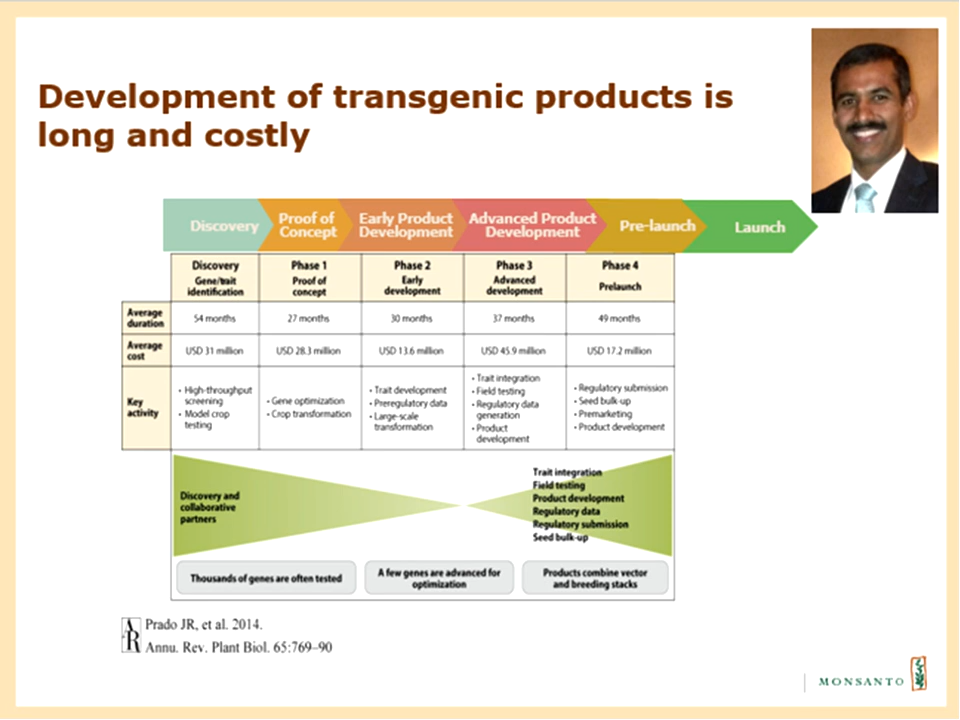 Development of transgenic products is
long and costly
Discovery
Proof of
Concept
Early Product
Development
Advanced Product
Development
Pre-launch
Launch
Discovery
Gene/trait
identification
Phase 1
Proof of
concept
Phase 2
Early
development
Phase 3
Advanced
development
Phase 4
Prelaunch
Average
duration
54 months
27 months
30 months
37 months
49 months
Average
cost
USD 31 million
USD 28.3 million
USD 13.6 million
USD 45.9 million
USD 17.2 million
Key
activity
• High-throughput
screening
• Model crop
testing
• Gene optimization
• Crop transformation
• Trait development
• Preregulatory data
• Large-scale
transformation
• Trait integration
• Field testing
• Regulatory data
generation
• Product
development
• Regulatory submission
• Seed bulk-up
• Premarketing
• Product development
Discovery and
collaborative
partners
Trait integration
Field testing
Product development
Regulatory data
Regulatory submission
Seed bulk-up
Thousands of genes are often tested
A few genes are advanced for
optimization
Products combine vector
and breeding stacks
AR
Prado JR, et al. 2014.
Annu. Rev. Plant Biol. 65:769–90
MONSANTO